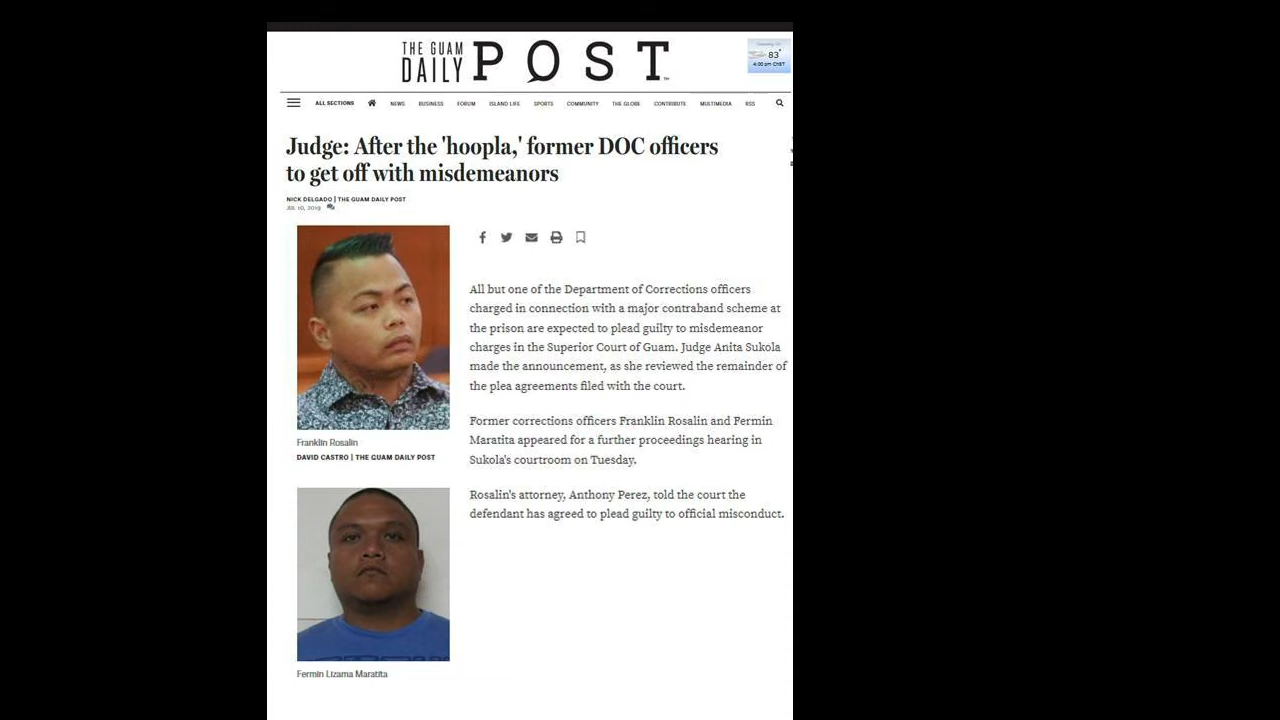 THE GUAM
DAILY POST
83°
4:00 pm ChST
ALL SECTIONS NEWS BUSINESS FORUM ISLAND LIFE SPORTS COMMUNITY THE GLOBE CONTRIBUTE MULTIMEDIA RSS
Judge: After the 'hoopla,' former DOC officers
to get off with misdemeanors
NICK DELGADO | THE GUAM DAILY POST
JUL 10, 2019
All but one of the Department of Corrections officers
charged in connection with a major contraband scheme at
the prison are expected to plead guilty to misdemeanor
charges in the Superior Court of Guam. Judge Anita Sukola
made the announcement, as she reviewed the remainder of
the plea agreements filed with the court.
Former corrections officers Franklin Rosalin and Fermin
Maratita appeared for a further proceedings hearing in
Sukola's courtroom on Tuesday.
Rosalin's attorney, Anthony Perez, told the court the
defendant has agreed to plead guilty to official misconduct.
Franklin Rosalin
DAVID CASTRO | THE GUAM DAILY POST
Fermin Lizama Maratita